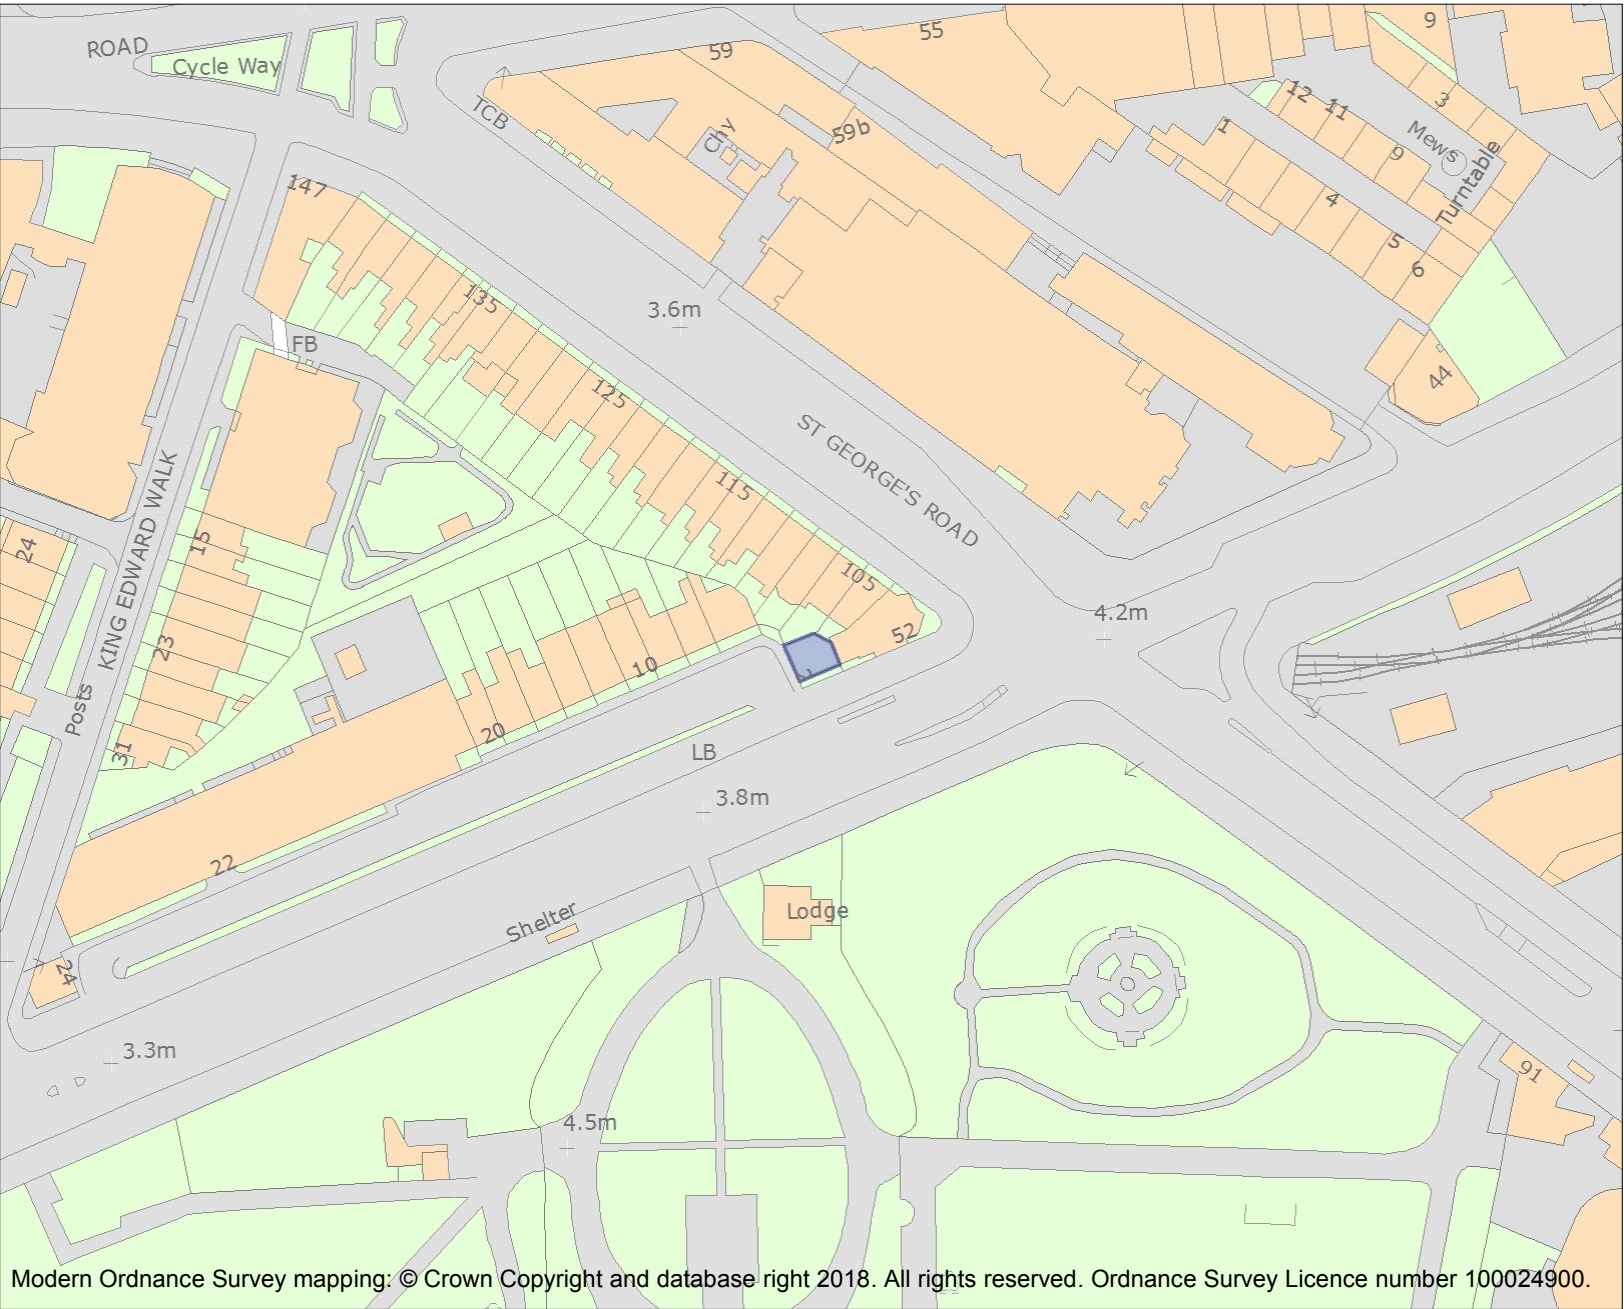 ROAD
Cycle Way
59
55
9
TCB
Chy
59b
12
11
3
1
9
Mews
Turntable
147
4
5
6
135
3.6m
FB
125
44
115
ST GEORGE'S ROAD
KING EDWARD WALK
24
15
105
4.2m
23
52
10
3
Posts
31
20
LB
3.8m
22
Shelter
Lodge
24
3.3m
91
4.5m
Modern Ordnance Survey mapping: © Crown Copyright and database right 2018. All rights reserved. Ordnance Survey Licence number 100024900.